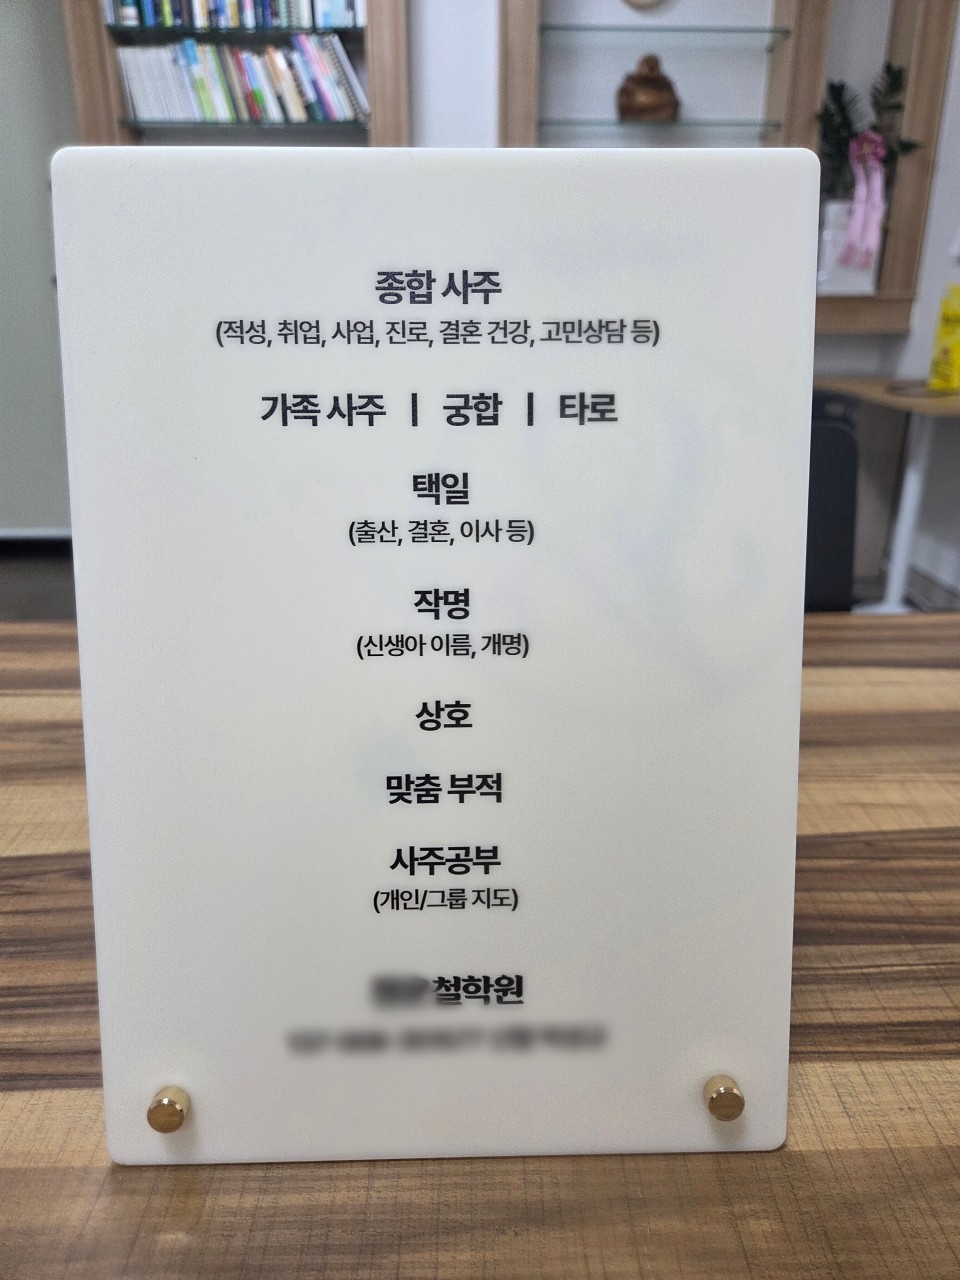 종합 사주
(적성, 취업, 사업, 진로, 결혼 건강, 고민상담 등)
가족 사주 | 궁합 | 타로
택일
(출산, 결혼, 이사 등)
작명
(신생아 이름, 개명)
상호
맞춤 부적
사주공부
(개인/그룹 지도)
철학원